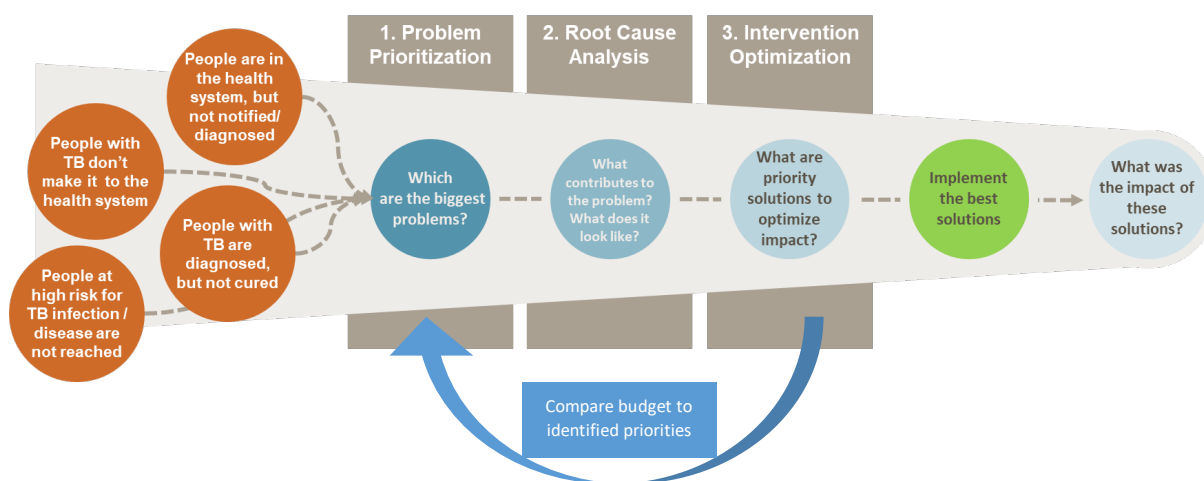 1. Problem
Prioritization
2. Root Cause
Analysis
3. Intervention
Optimization
People are in
the health
system, but
not notified/
diagnosed
People with
TB don't
make it to the
health system
People with
TB are
diagnosed,
but not cured
People at
high risk for
TB infection /
disease are
not reached
Which
are the biggest
problems?
What
contributes to
the problem?
What does it
look like?
What are
priority
solutions to
optimize
impact?
Implement
the best
solutions
What was
the impact of
these
solutions?
Compare budget to
identified priorities